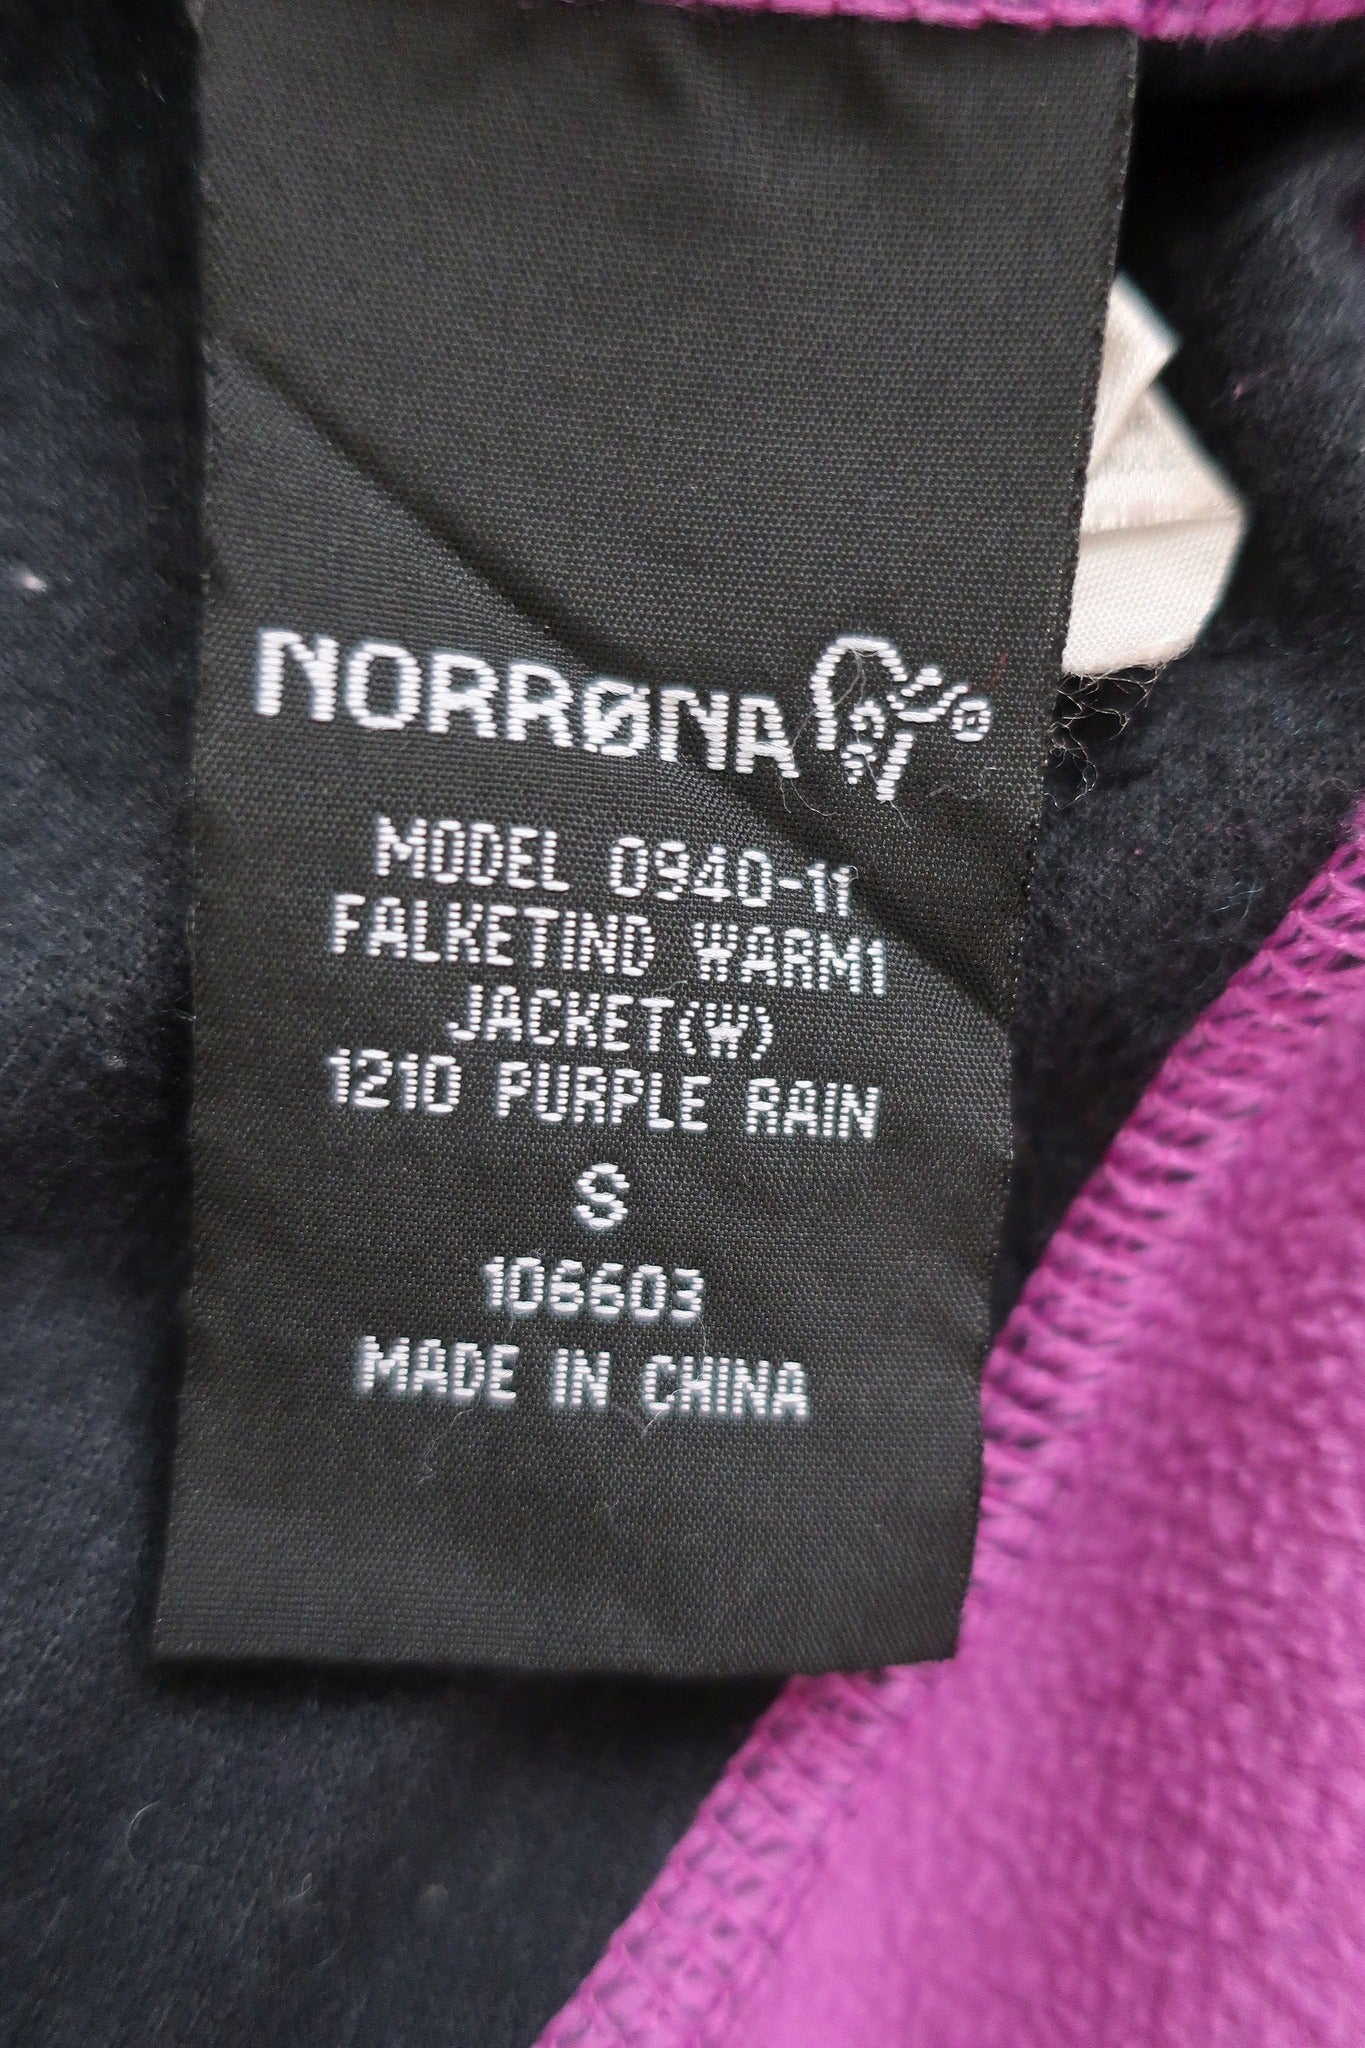 NORRØNA ®
MODEL 0940-11
FALKETIND WARM1
JACKET(W)
1210 PURPLE RAIN
S
106603
MADE IN CHINA